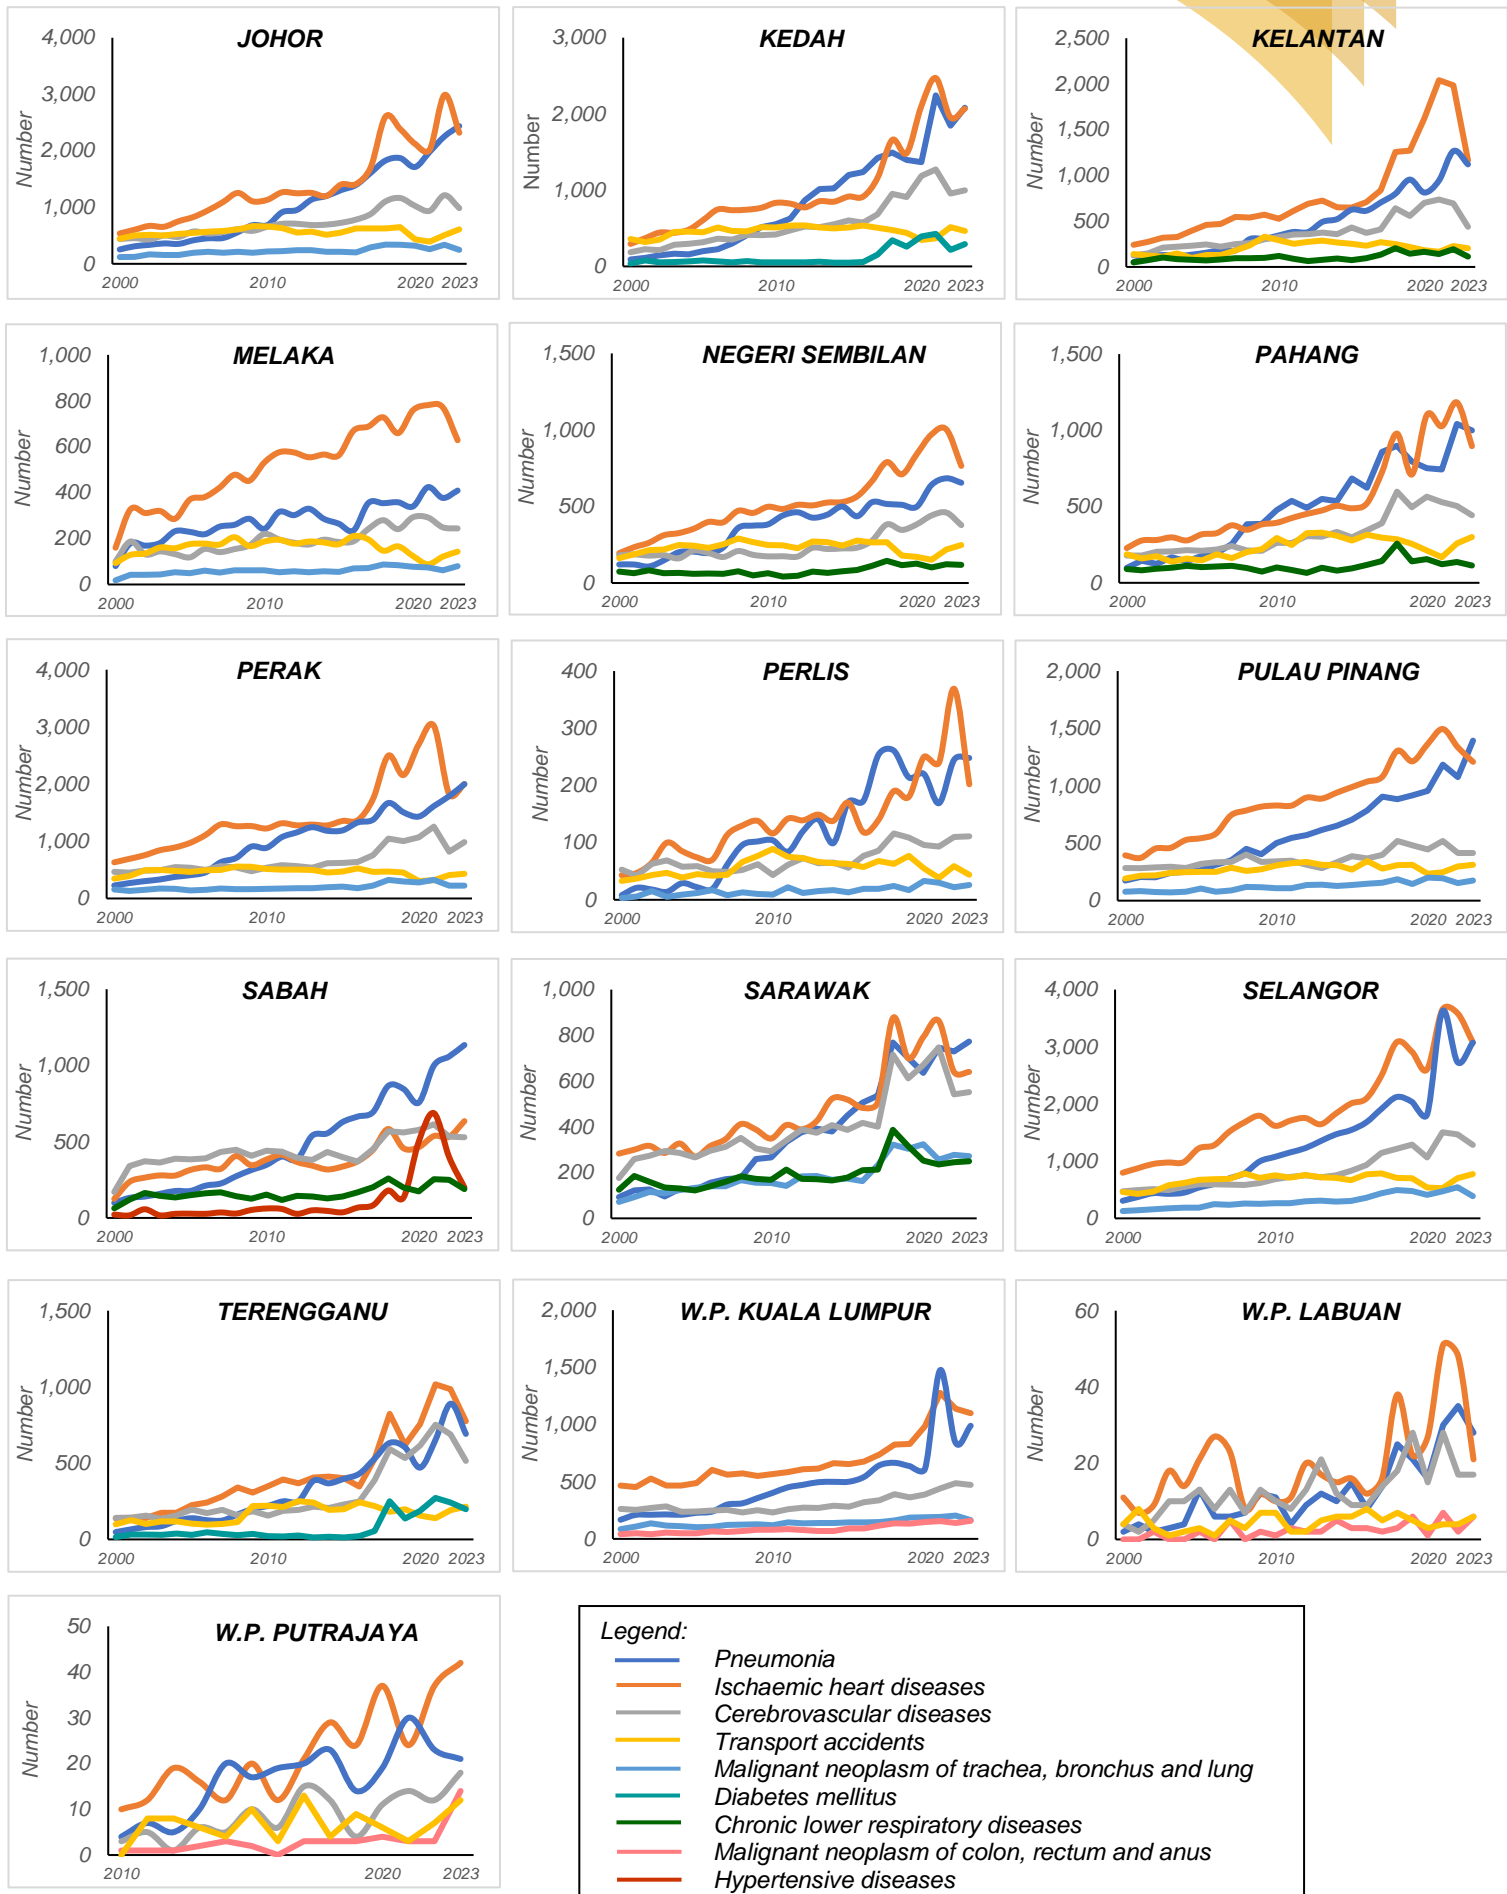 JOHOR
4,000
3,000
2,000
1,000
0
Number
2000 2010 2020 2023
KEDAH
3,000
2,000
1,000
0
Number
2000 2010 2020 2023
KELANTAN
2,500
2,000
1,500
1,000
500
0
Number
2000 2010 2020 2023
MELAKA
1,000
800
600
400
200
0
Number
2000 2010 2020 2023
NEGERI SEMBILAN
1,500
1,000
500
0
Number
2000 2010 2020 2023
PAHANG
1,500
1,000
500
0
Number
2000 2010 2020 2023
PERAK
4,000
3,000
2,000
1,000
0
Number
2000 2010 2020 2023
PERLIS
400
300
200
100
0
Number
2000 2010 2020 2023
PULAU PINANG
2,000
1,500
1,000
500
0
Number
2000 2010 2020 2023
SABAH
1,500
1,000
500
0
Number
2000 2010 2020 2023
SARAWAK
1,000
800
600
400
200
0
Number
2000 2010 2020 2023
SELANGOR
4,000
3,000
2,000
1,000
0
Number
2000 2010 2020 2023
TERENGGANU
1,500
1,000
500
0
Number
2000 2010 2020 2023
W.P. KUALA LUMPUR
2,000
1,500
1,000
500
0
Number
2000 2010 2020 2023
W.P. LABUAN
60
40
20
0
Number
2000 2010 2020 2023
W.P. PUTRAJAYA
50
40
30
20
10
0
Number
2010 2020 2023
Legend:
Pneumonia
Ischaemic heart diseases
Cerebrovascular diseases
Transport accidents
Malignant neoplasm of trachea, bronchus and lung
Diabetes mellitus
Chronic lower respiratory diseases
Malignant neoplasm of colon, rectum and anus
Hypertensive diseases